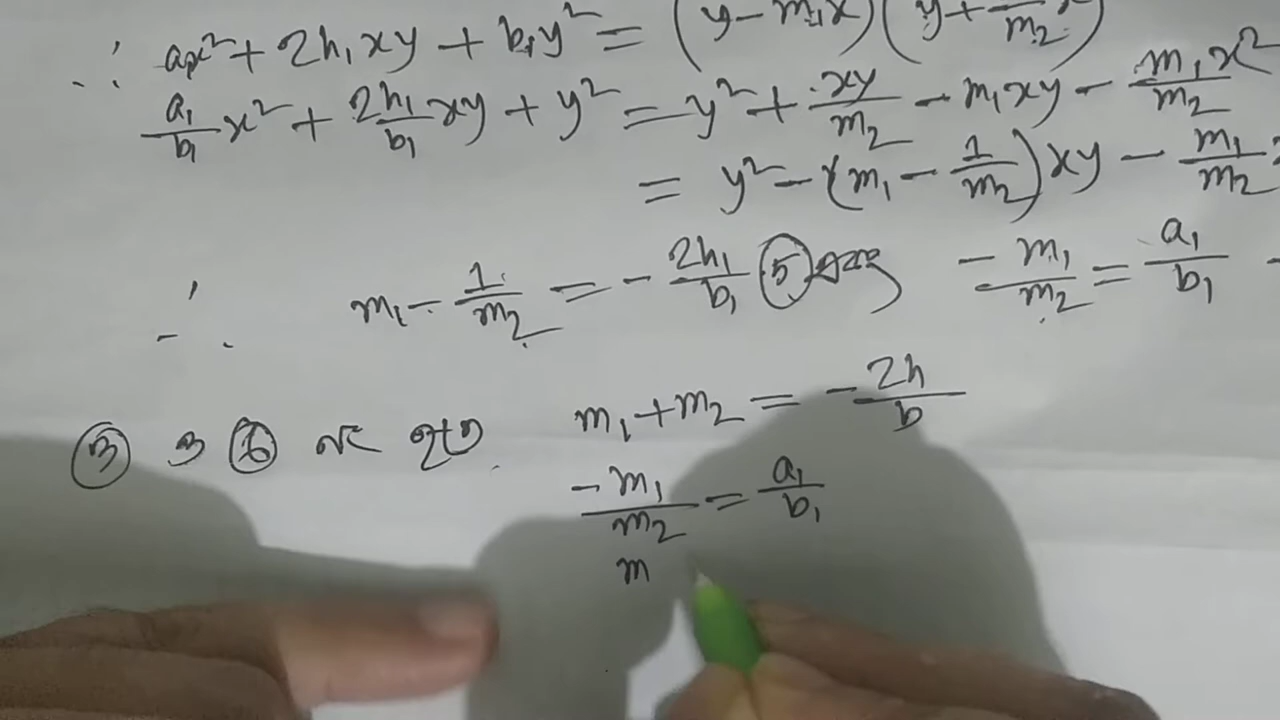 ∴ a₁x² + 2h₁xy + b₁y² = (y − m₁x)(y + 1/m₂ x)
a₁/b₁ x² + 2h₁/b₁ xy + y² = y² + xy/m₂ − m₁xy − m₁x²/m₂
= y² − (m₁ − 1/m₂)xy − m₁/m₂
∴ m₁ − 1/m₂ = − 2h₁/b₁ ⑤ এবং − m₁/m₂ = a₁/b₁ -
③ ও ⑥ নং হতে m₁ + m₂ = − 2h/b
− m₁/m₂ = a₁/b₁
m